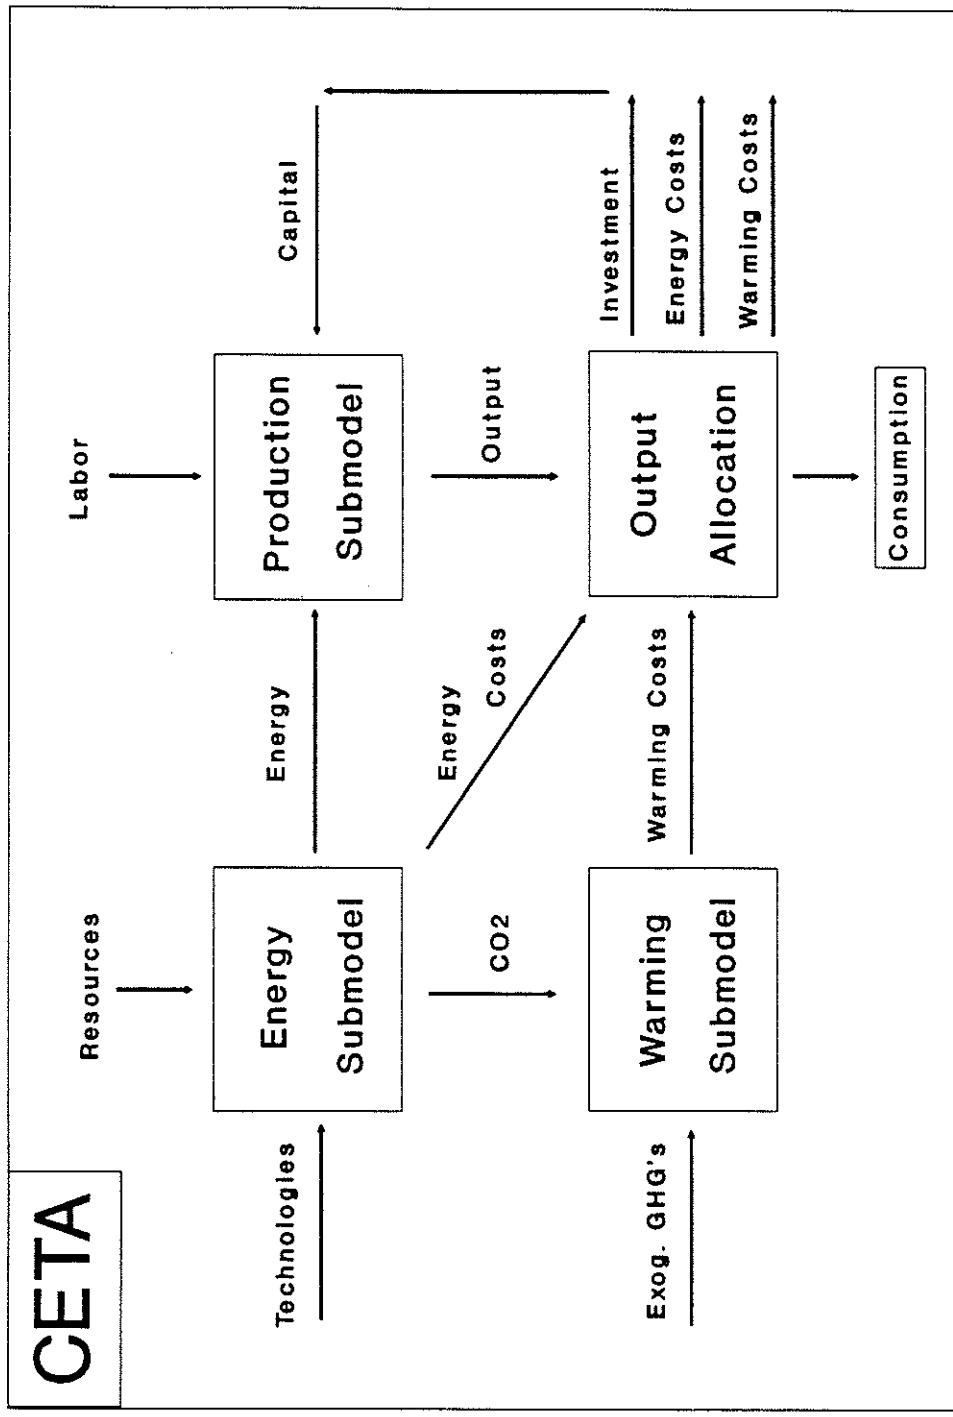 CETA
Resources
Labor
Technologies
Energy
Submodel
Energy
Production
Submodel
Capital
CO2
Energy
Costs
Output
Exog. GHG's
Warming
Submodel
Warming Costs
Output
Allocation
Investment
Energy Costs
Warming Costs
Consumption